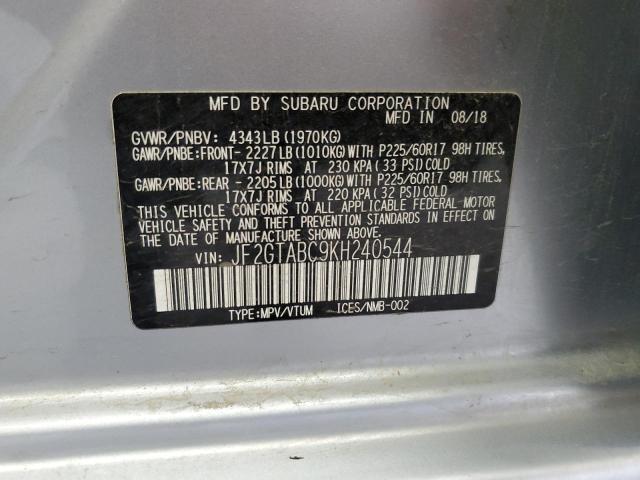 MFD BY SUBARU CORPORATION
MFD IN 08/18
GVWR/PNBV: 4343LB(1970KG)
GAWR/PNBE:FRONT-2227LB(1010KG)WITH P225/60R17 98H TIRES,
17X7J RIMS AT 230 KPA(33 PSI)COLD
GAWR/PNBE:REAR -2205LB(1000KG)WITH P225/60R17 98H TIRES,
17X7J RIMS AT 220 KPA(32 PSI)COLD
THIS VEHICLE CONFORMS TO ALL APPLICABLE FEDERAL MOTOR
VEHICLE SAFETY AND THEFT PREVENTION STANDARDS IN EFFECT
ON THE DATE OF MANUFACTURE SHOWN ABOVE.
VIN: JF2GTABC9KH240544
TYPE:MPV/VTUM ICES/NMB-002